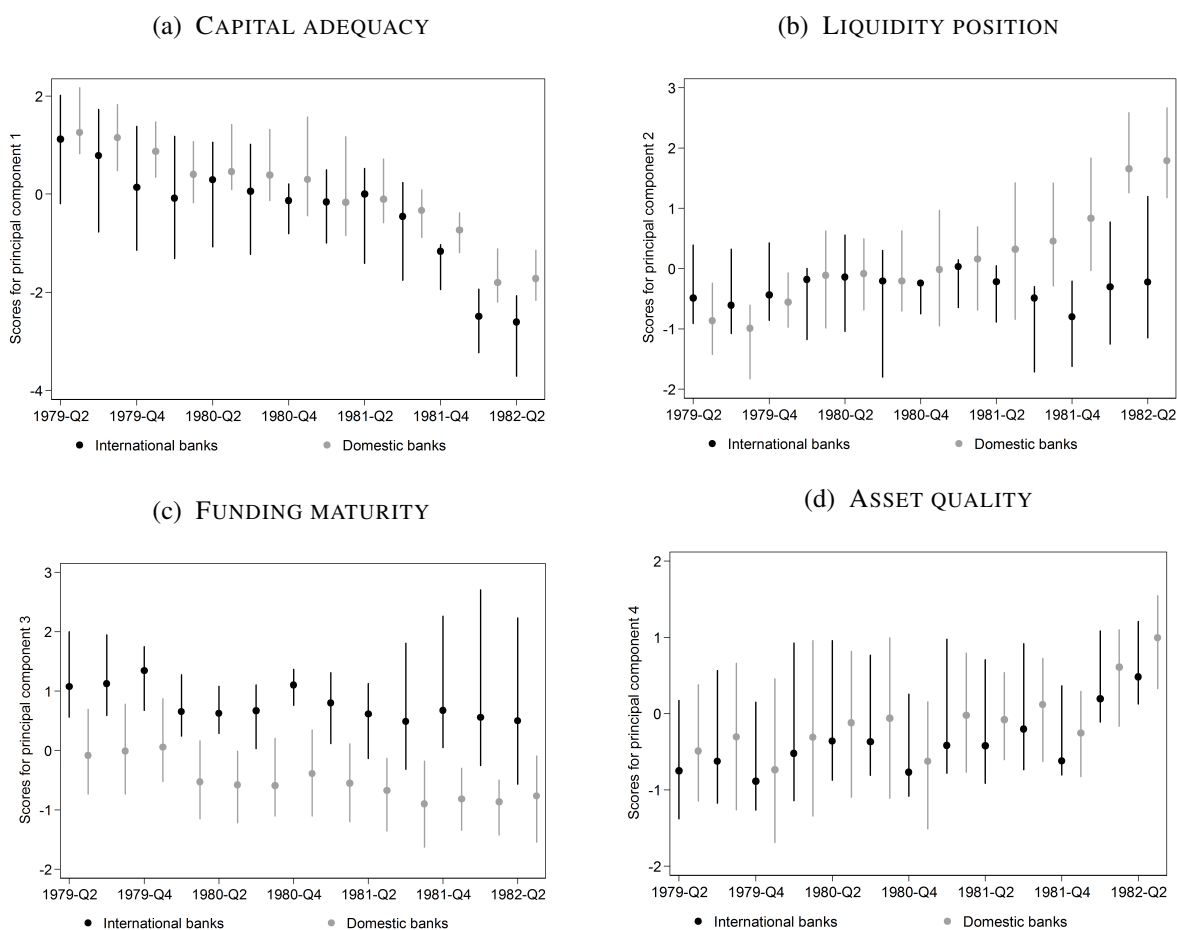 (a) CAPITAL ADEQUACY
Scores for principal component 1
2
0
-2
-4
1979-Q2 1979-Q4 1980-Q2 1980-Q4 1981-Q2 1981-Q4 1982-Q2
International banks Domestic banks
(b) LIQUIDITY POSITION
Scores for principal component 2
3
2
1
0
-1
-2
1979-Q2 1979-Q4 1980-Q2 1980-Q4 1981-Q2 1981-Q4 1982-Q2
International banks Domestic banks
(c) FUNDING MATURITY
Scores for principal component 3
3
2
1
0
-1
-2
1979-Q2 1979-Q4 1980-Q2 1980-Q4 1981-Q2 1981-Q4 1982-Q2
International banks Domestic banks
(d) ASSET QUALITY
Scores for principal component 4
2
1
0
-1
-2
1979-Q2 1979-Q4 1980-Q2 1980-Q4 1981-Q2 1981-Q4 1982-Q2
International banks Domestic banks